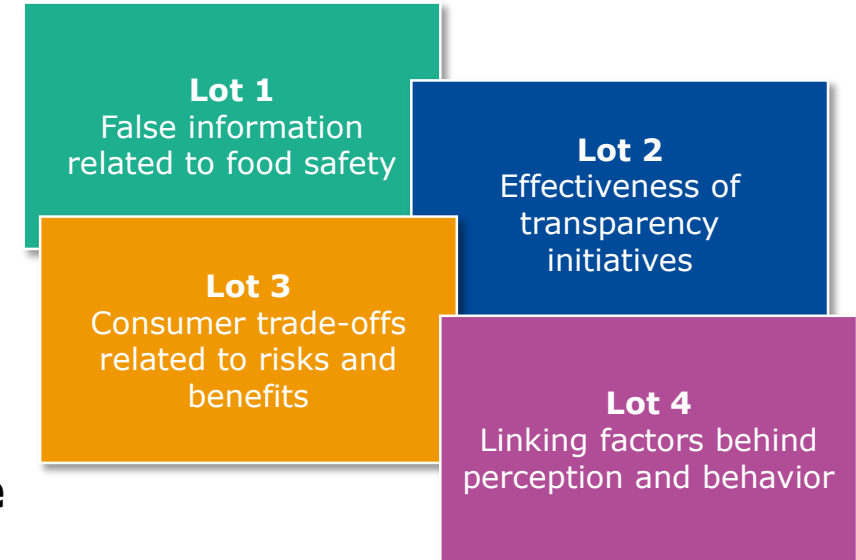 Lot 1
False information
related to food safety
Lot 2
Effectiveness of
transparency
initiatives
Lot 3
Consumer trade-offs
related to risks and
benefits
Lot 4
Linking factors behind
perception and behavior
e